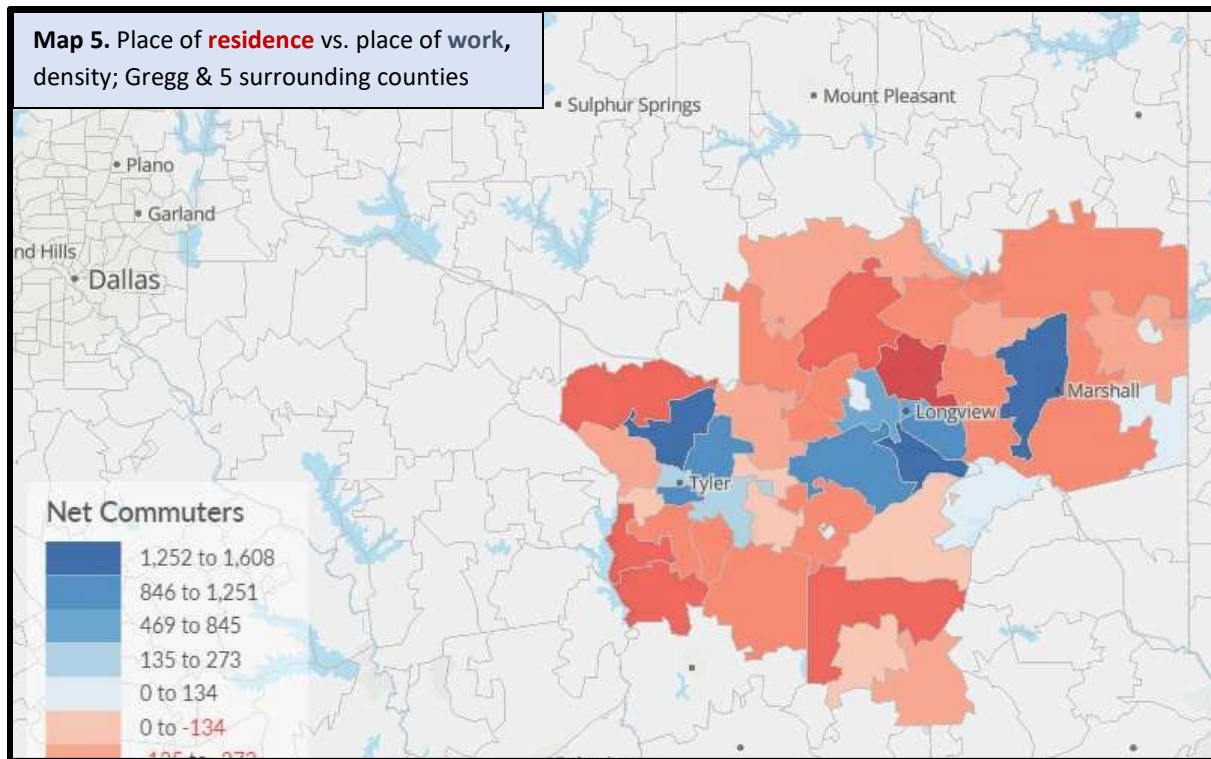 Map 5. Place of residence vs. place of work,
density; Gregg & 5 surrounding counties
Sulphur Springs
Mount Pleasant
Plano
Garland
nd Hills
Dallas
Marshall
Longview
Tyler
Net Commuters
1,252 to 1,608
846 to 1,251
469 to 845
135 to 273
0 to 134
0 to -134